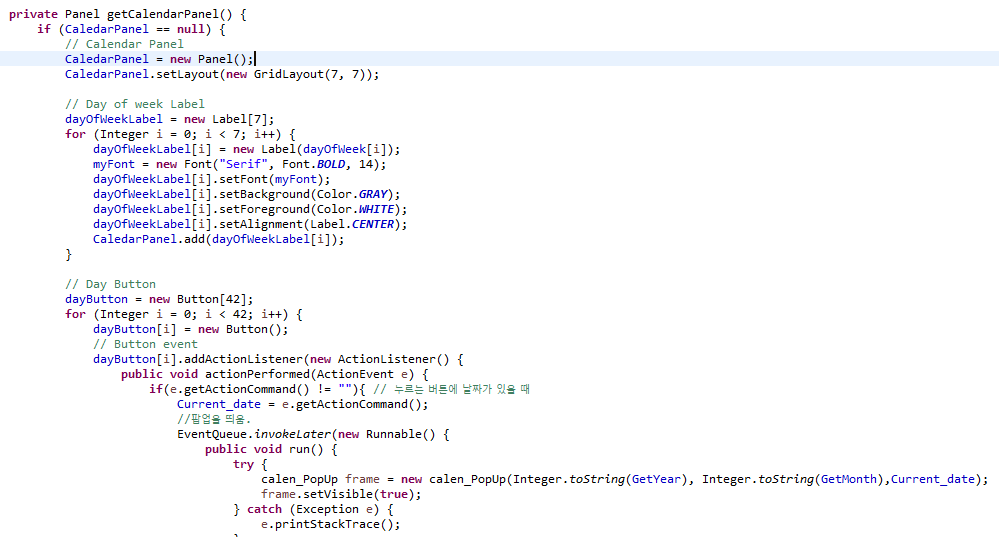 private Panel getCalendarPanel() {
if (CaledarPanel == null) {
// Calendar Panel
CaledarPanel = new Panel();
CaledarPanel.setLayout(new GridLayout(7, 7));
// Day of week Label
dayOfWeekLabel = new Label[7];
for (Integer i = 0; i < 7; i++) {
dayOfWeekLabel[i] = new Label(dayOfWeek[i]);
myFont = new Font("Serif", Font.BOLD, 14);
dayOfWeekLabel[i].setFont(myFont);
dayOfWeekLabel[i].setBackground(Color.GRAY);
dayOfWeekLabel[i].setForeground(Color.WHITE);
dayOfWeekLabel[i].setAlignment(Label.CENTER);
CaledarPanel.add(dayOfWeekLabel[i]);
}
// Day Button
dayButton = new Button[42];
for (Integer i = 0; i < 42; i++) {
dayButton[i] = new Button();
// Button event
dayButton[i].addActionListener(new ActionListener() {
public void actionPerformed(ActionEvent e) {
if(e.getActionCommand() != ""){ // 누르는 버튼에 날짜가 있을 때
Current_date = e.getActionCommand();
//팝업을 띄움.
EventQueue.invokeLater(new Runnable() {
public void run() {
try {
calen_PopUp frame = new calen_PopUp(Integer.toString(GetYear), Integer.toString(GetMonth),Current_date);
frame.setVisible(true);
} catch (Exception e) {
e.printStackTrace();